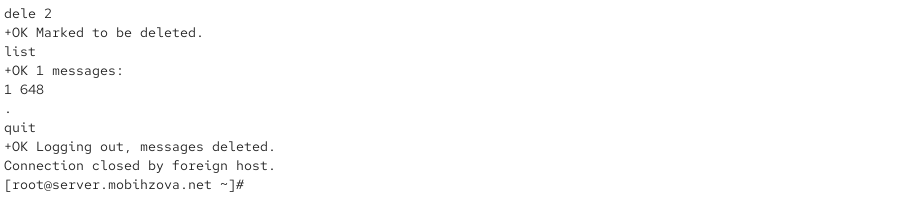 dele 2
+OK Marked to be deleted.
list
+OK 1 messages:
1 648
.
quit
+OK Logging out, messages deleted.
Connection closed by foreign host.
[root@server.mobihzova.net ~]#